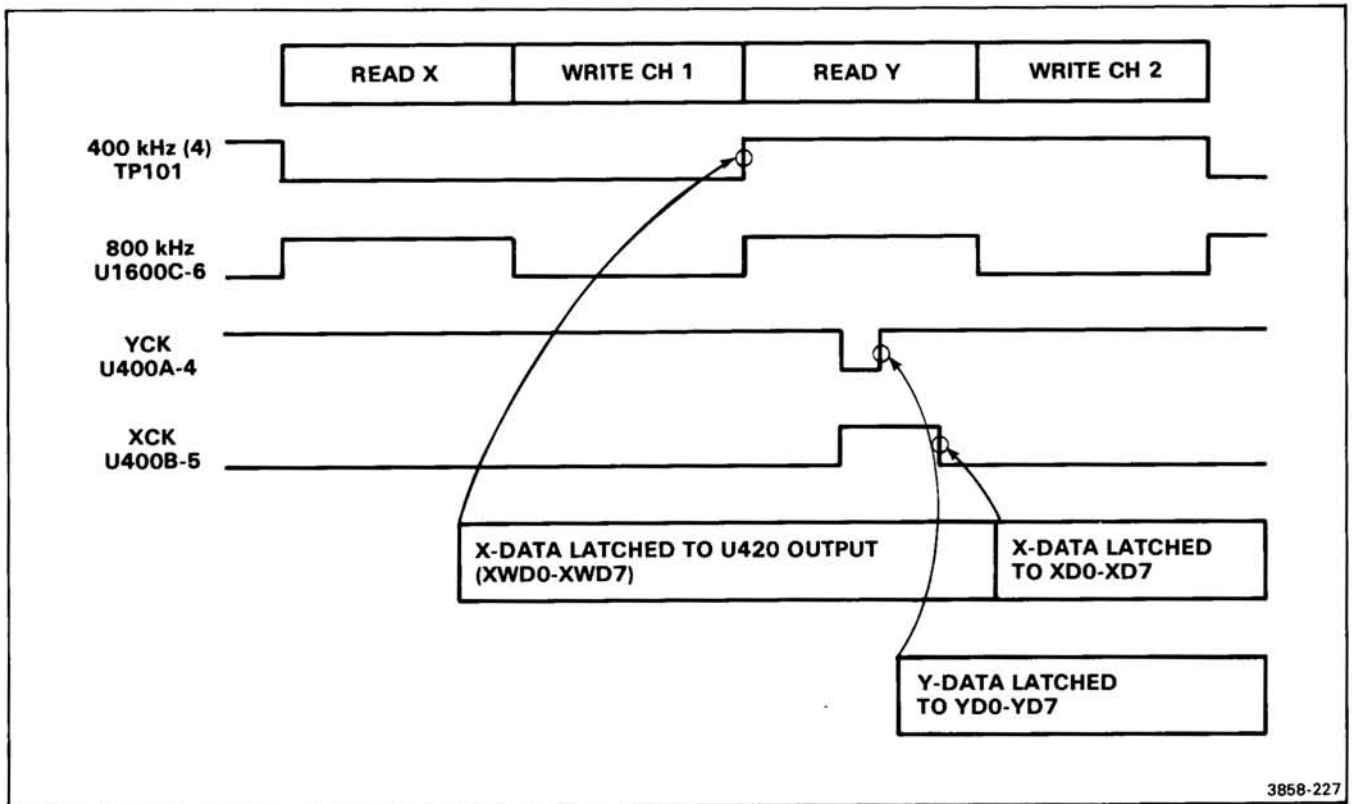 READ X
WRITE CH 1
READ Y
WRITE CH 2
400 kHz (4)
TP101
800 kHz
U1600C-6
YCK
U400A-4
XCK
U400B-5
X-DATA LATCHED TO U420 OUTPUT
(XWD0-XWD7)
X-DATA LATCHED
TO XD0-XD7
Y-DATA LATCHED
TO YD0-YD7
3858-227